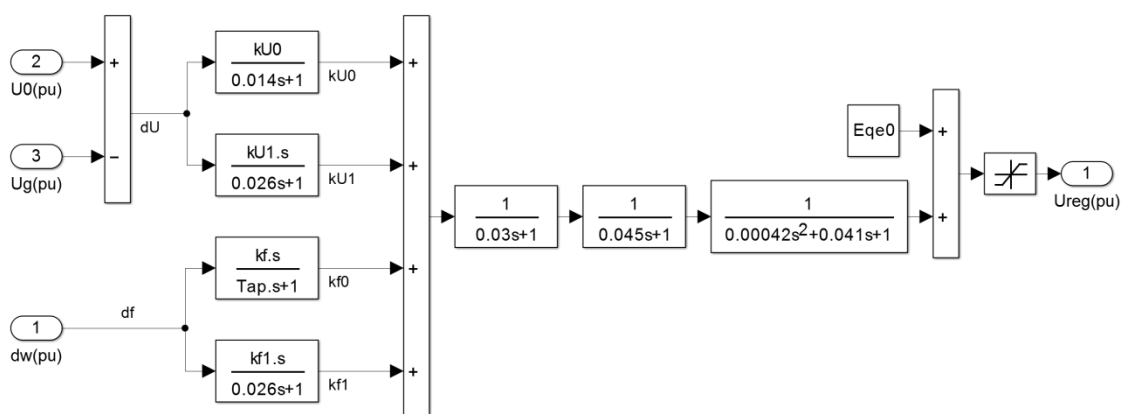 2
U0(pu)
+
3
Ug(pu)
−
dU
kU0
0.014s+1
kU0
kU1.s
0.026s+1
kU1
1
dw(pu)
df
kf.s
Tap.s+1
kf0
kf1.s
0.026s+1
kf1
+
+
+
+
1
0.03s+1
1
0.045s+1
1
0.00042s²+0.041s+1
Eqe0
+
+
1
Ureg(pu)